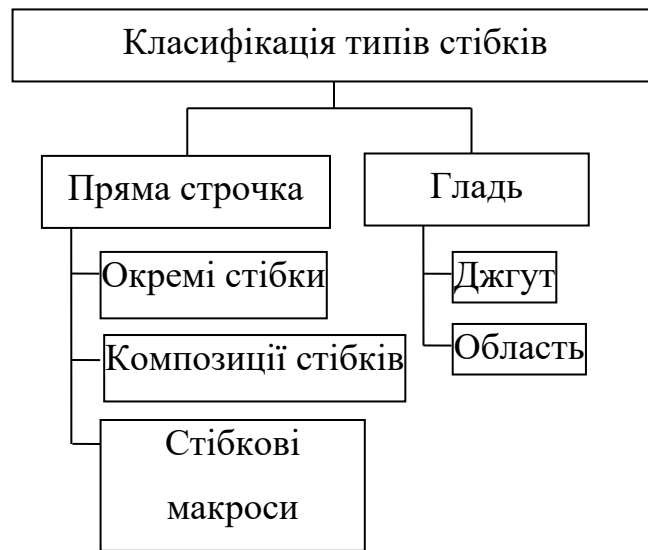 Класифікація типів стібків
Пряма строчка
Гладь
Окремі стібки
Джгут
Композиції стібків
Область
Стібкові
макроси